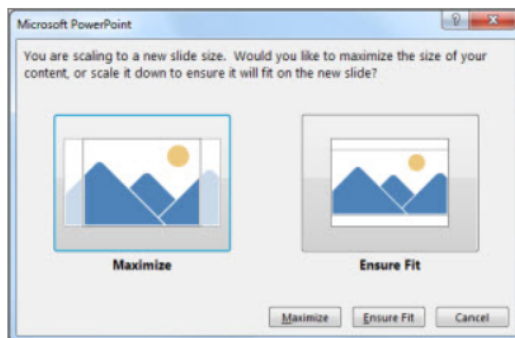 Microsoft PowerPoint
You are scaling to a new slide size. Would you like to maximize the size of your
content, or scale it down to ensure it will fit on the new slide?
Maximize
Ensure Fit
Maximize
Ensure Fit
Cancel